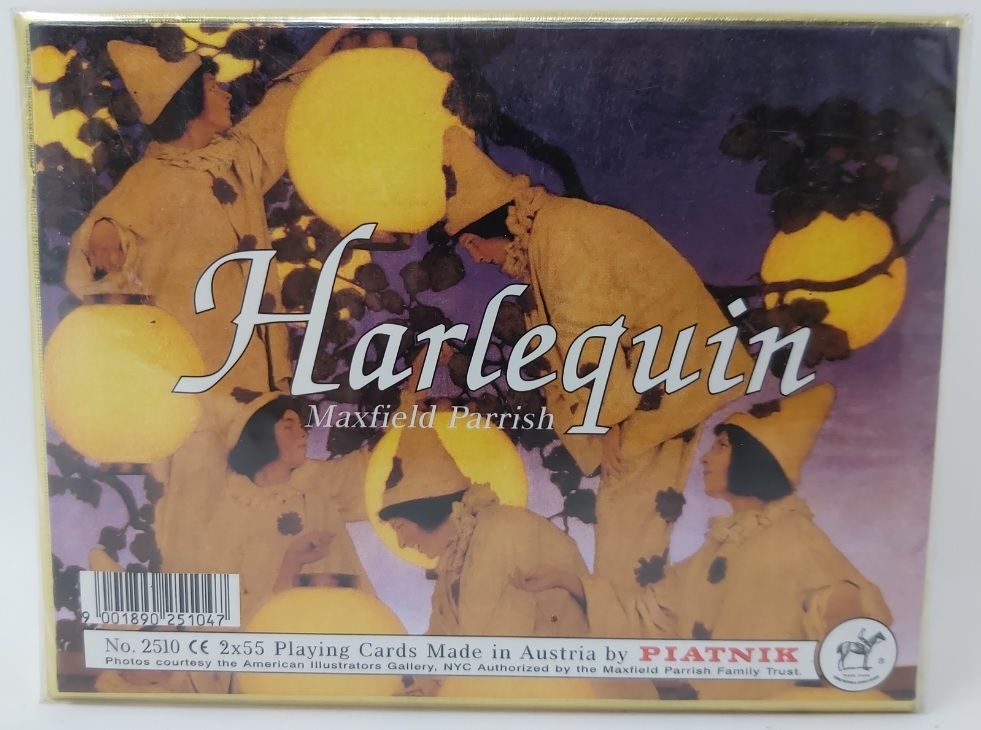 Harlequin
Maxfield Parrish
9 001890 251047
No. 2510 CE 2x55 Playing Cards Made in Austria by PIATNIK
Photos courtesy the American Illustrators Gallery, NYC Authorized by the Maxfield Parrish Family Trust.
®